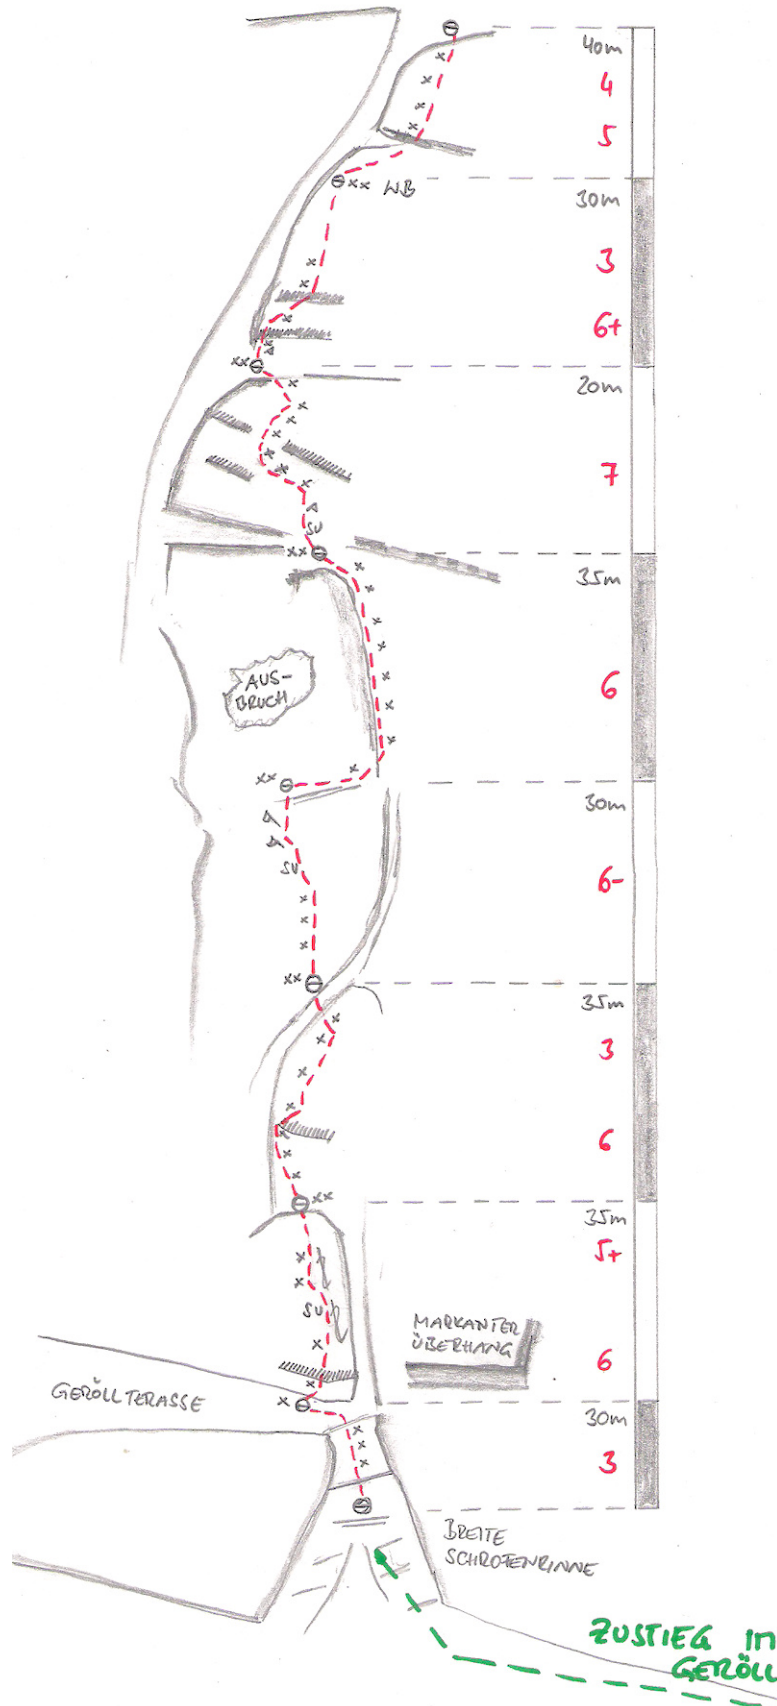 40m
4
5
WB
30m
3
6+
20m
7
SU
35m
AUS-
BRUCH
6
30m
SU
6-
35m
3
6
35m
5+
SU
MARKANTER
ÜBERHANG
6
GERÖLLTERASSE
30m
3
BREITE
SCHROFENRINNE
ZUSTIEG IM
GERÖLL